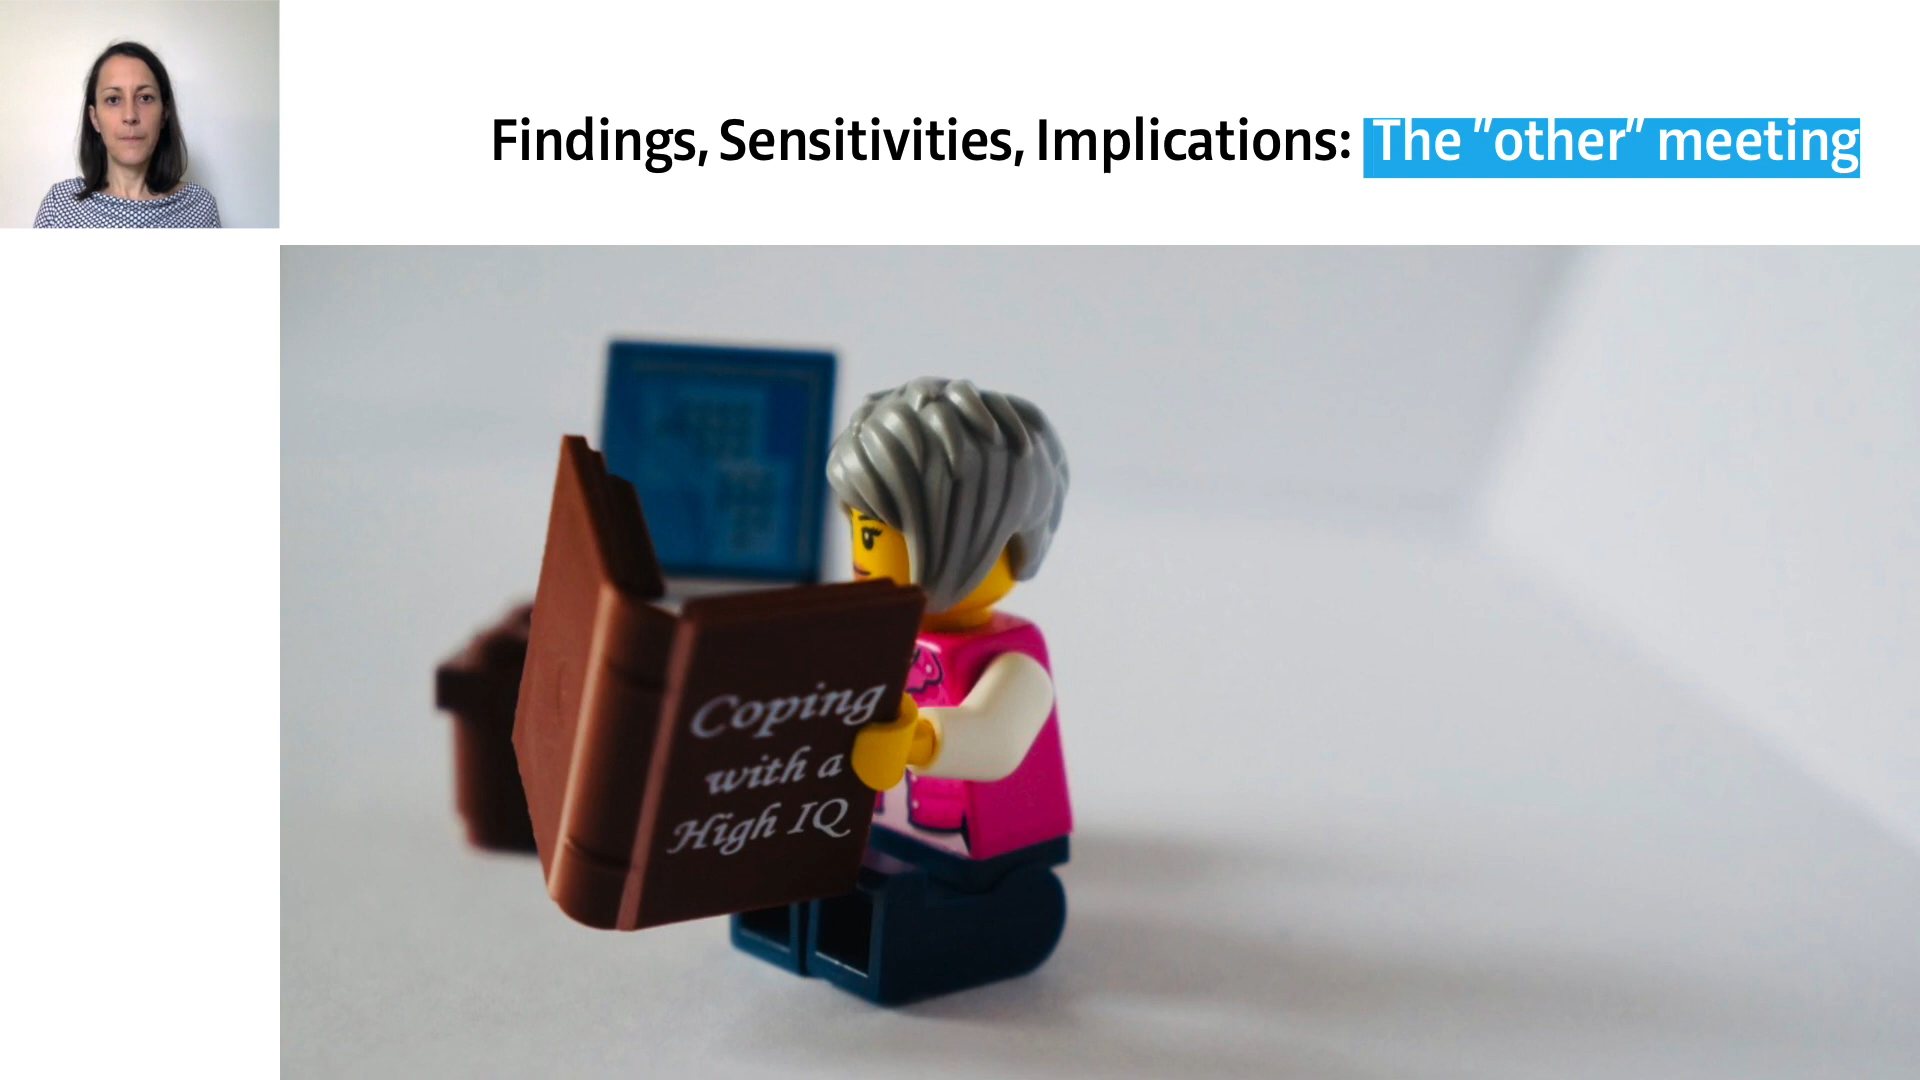 Findings, Sensitivities, Implications: The "other" meeting
Coping
with a
High IQ